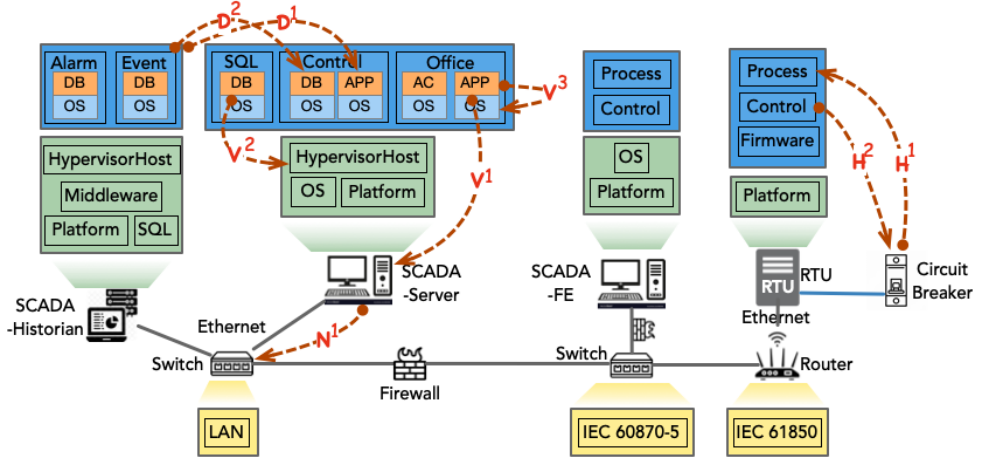 D² D¹
Alarm Event SQL Control Office
DB DB DB DB APP AC APP
OS OS OS OS OS OS OS
V³
Process
Control
Process
Control
Firmware
HypervisorHost
Middleware
Platform SQL
V²
HypervisorHost
OS Platform
V¹
OS
Platform
Platform
H² H¹
SCADA
-Historian
SCADA
-Server
SCADA
-FE
RTU
RTU
Circuit
Breaker
Ethernet
N¹
Ethernet
Switch
Firewall
Switch
Router
LAN
IEC 60870-5
IEC 61850